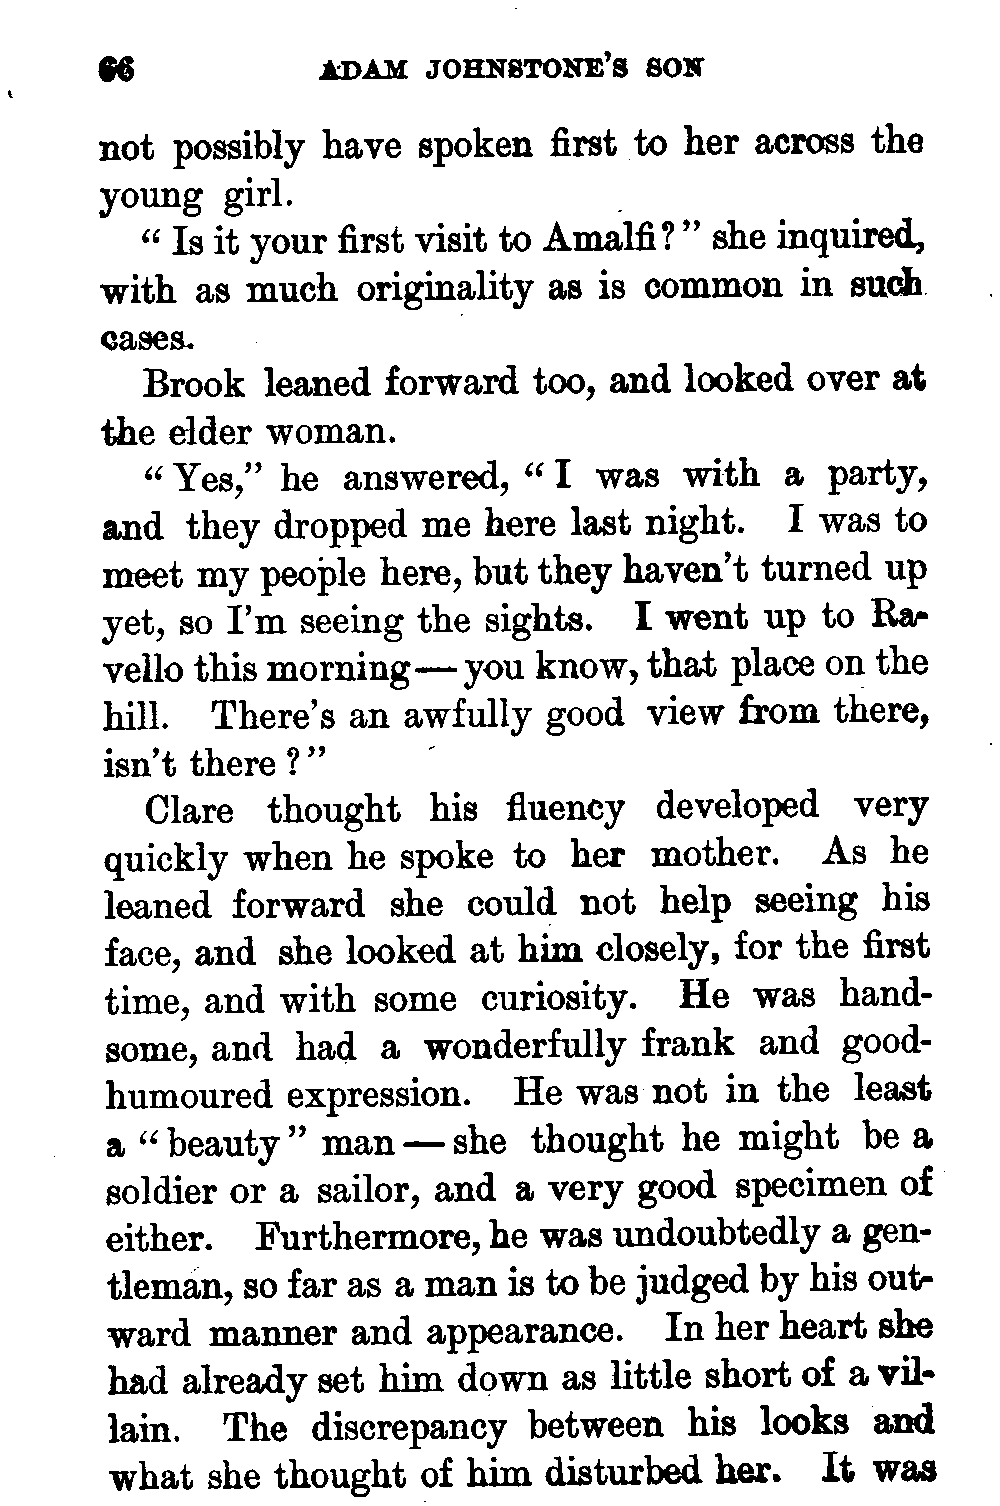 66 ADAM JOHNSTONE'S SON
not possibly have spoken first to her across the
young girl.
“Is it your first visit to Amalfi?” she inquired,
with as much originality as is common in such
cases.
Brook leaned forward too, and looked over at
the elder woman.
“Yes,” he answered, “I was with a party,
and they dropped me here last night. I was to
meet my people here, but they haven't turned up
yet, so I'm seeing the sights. I went up to Ra-
vello this morning—you know, that place on the
hill. There's an awfully good view from there,
isn't there?”
Clare thought his fluency developed very
quickly when he spoke to her mother. As he
leaned forward she could not help seeing his
face, and she looked at him closely, for the first
time, and with some curiosity. He was hand-
some, and had a wonderfully frank and good-
humoured expression. He was not in the least
a “beauty” man—she thought he might be a
soldier or a sailor, and a very good specimen of
either. Furthermore, he was undoubtedly a gen-
tleman, so far as a man is to be judged by his out-
ward manner and appearance. In her heart she
had already set him down as little short of a vil-
lain. The discrepancy between his looks and
what she thought of him disturbed her. It was